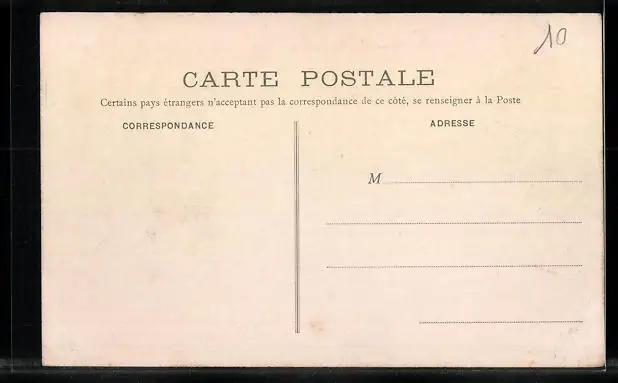 10
CARTE POSTALE
Certains pays étrangers n'acceptant pas la correspondance de ce côté, se renseigner à la Poste
CORRESPONDANCE
ADRESSE
M